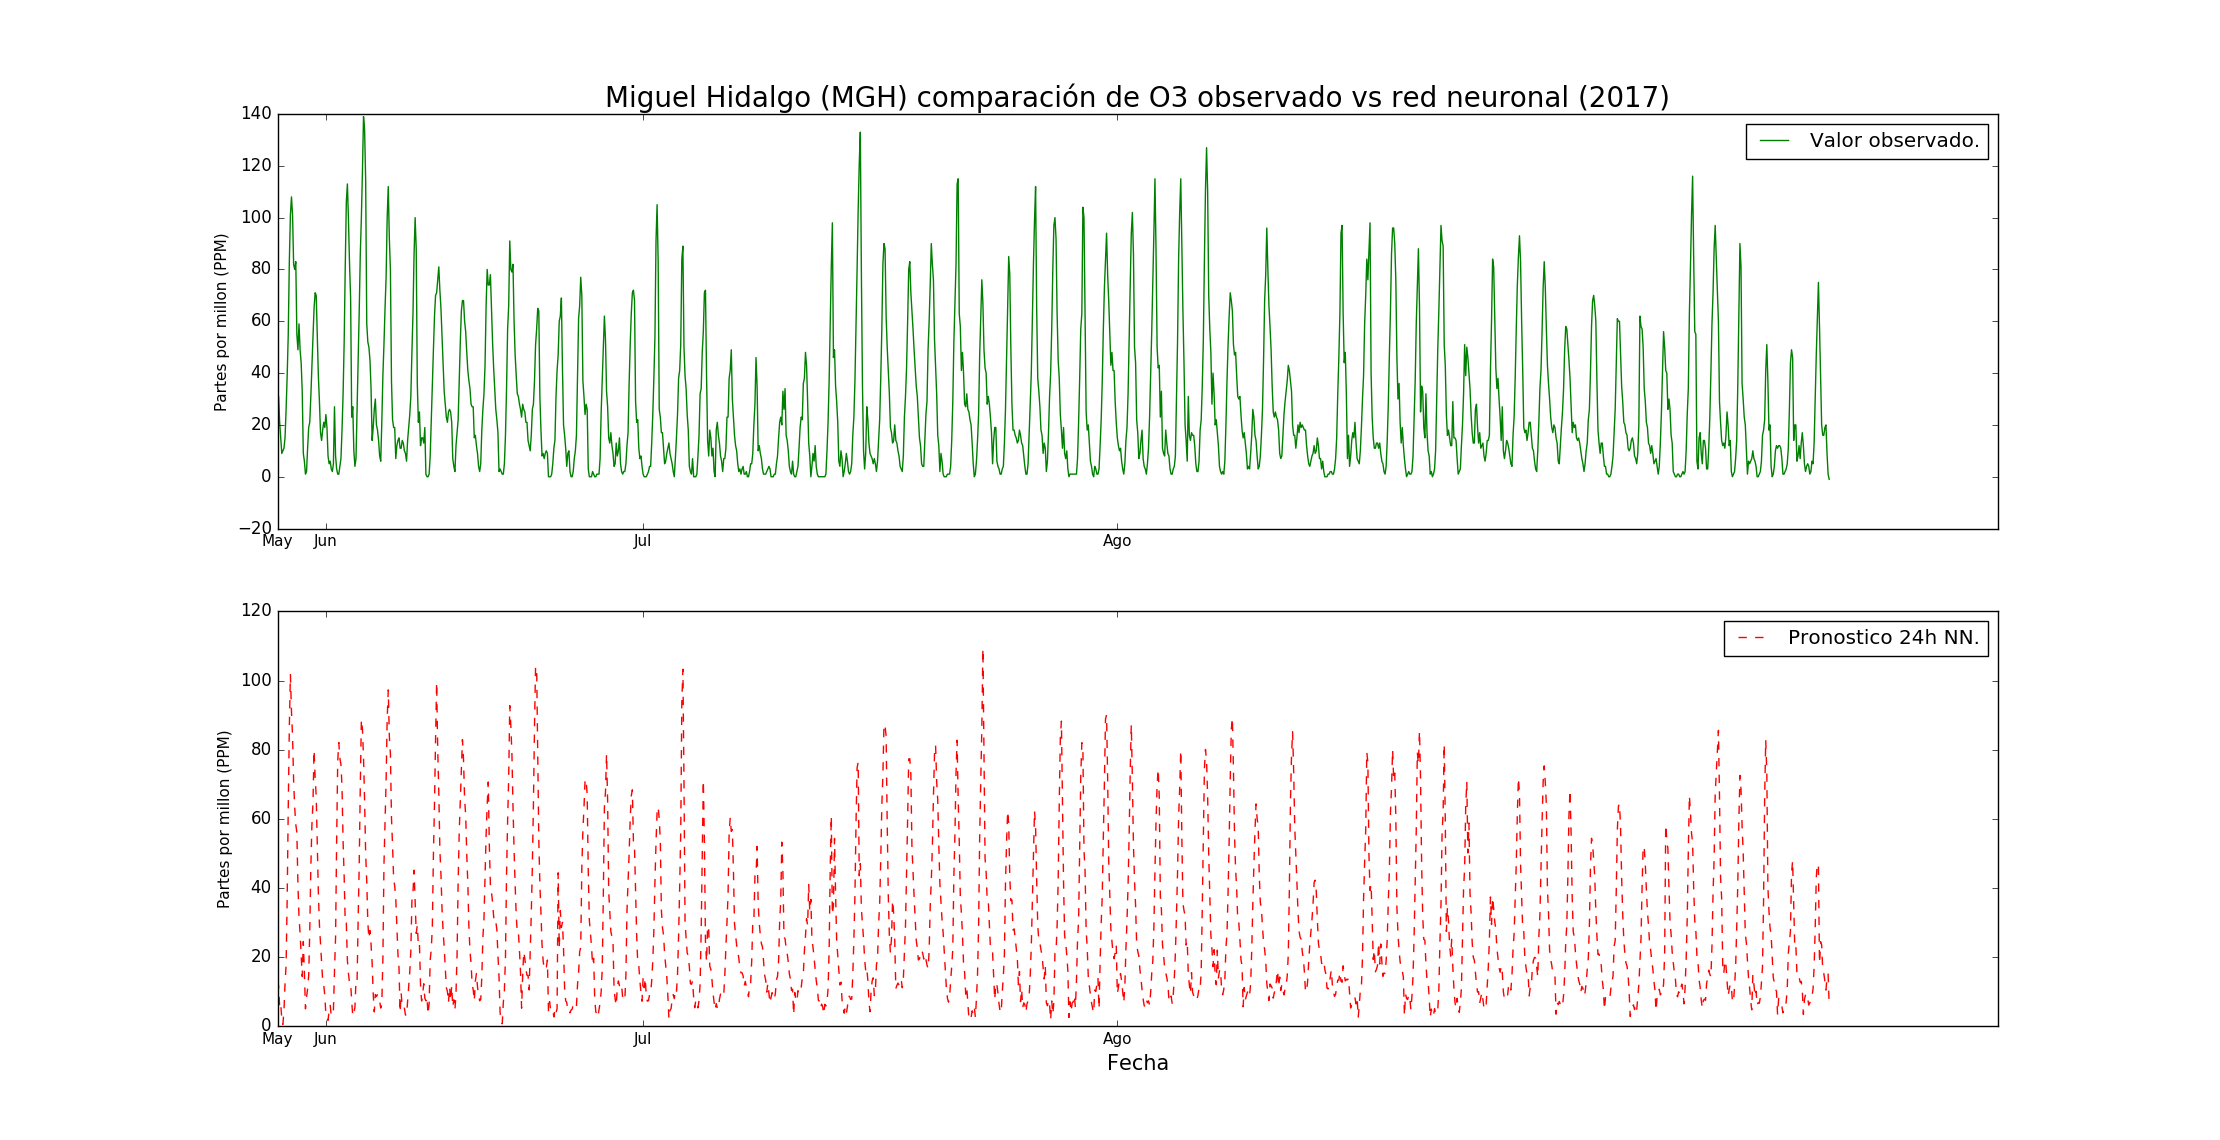 Miguel Hidalgo (MGH) comparación de O3 observado vs red neuronal (2017)
140
120
100
80
60
40
20
0
−20
Partes por millon (PPM)
Valor observado.
May Jun Jul Ago
120
100
80
60
40
20
0
Partes por millon (PPM)
Pronostico 24h NN.
May Jun Jul Ago
Fecha